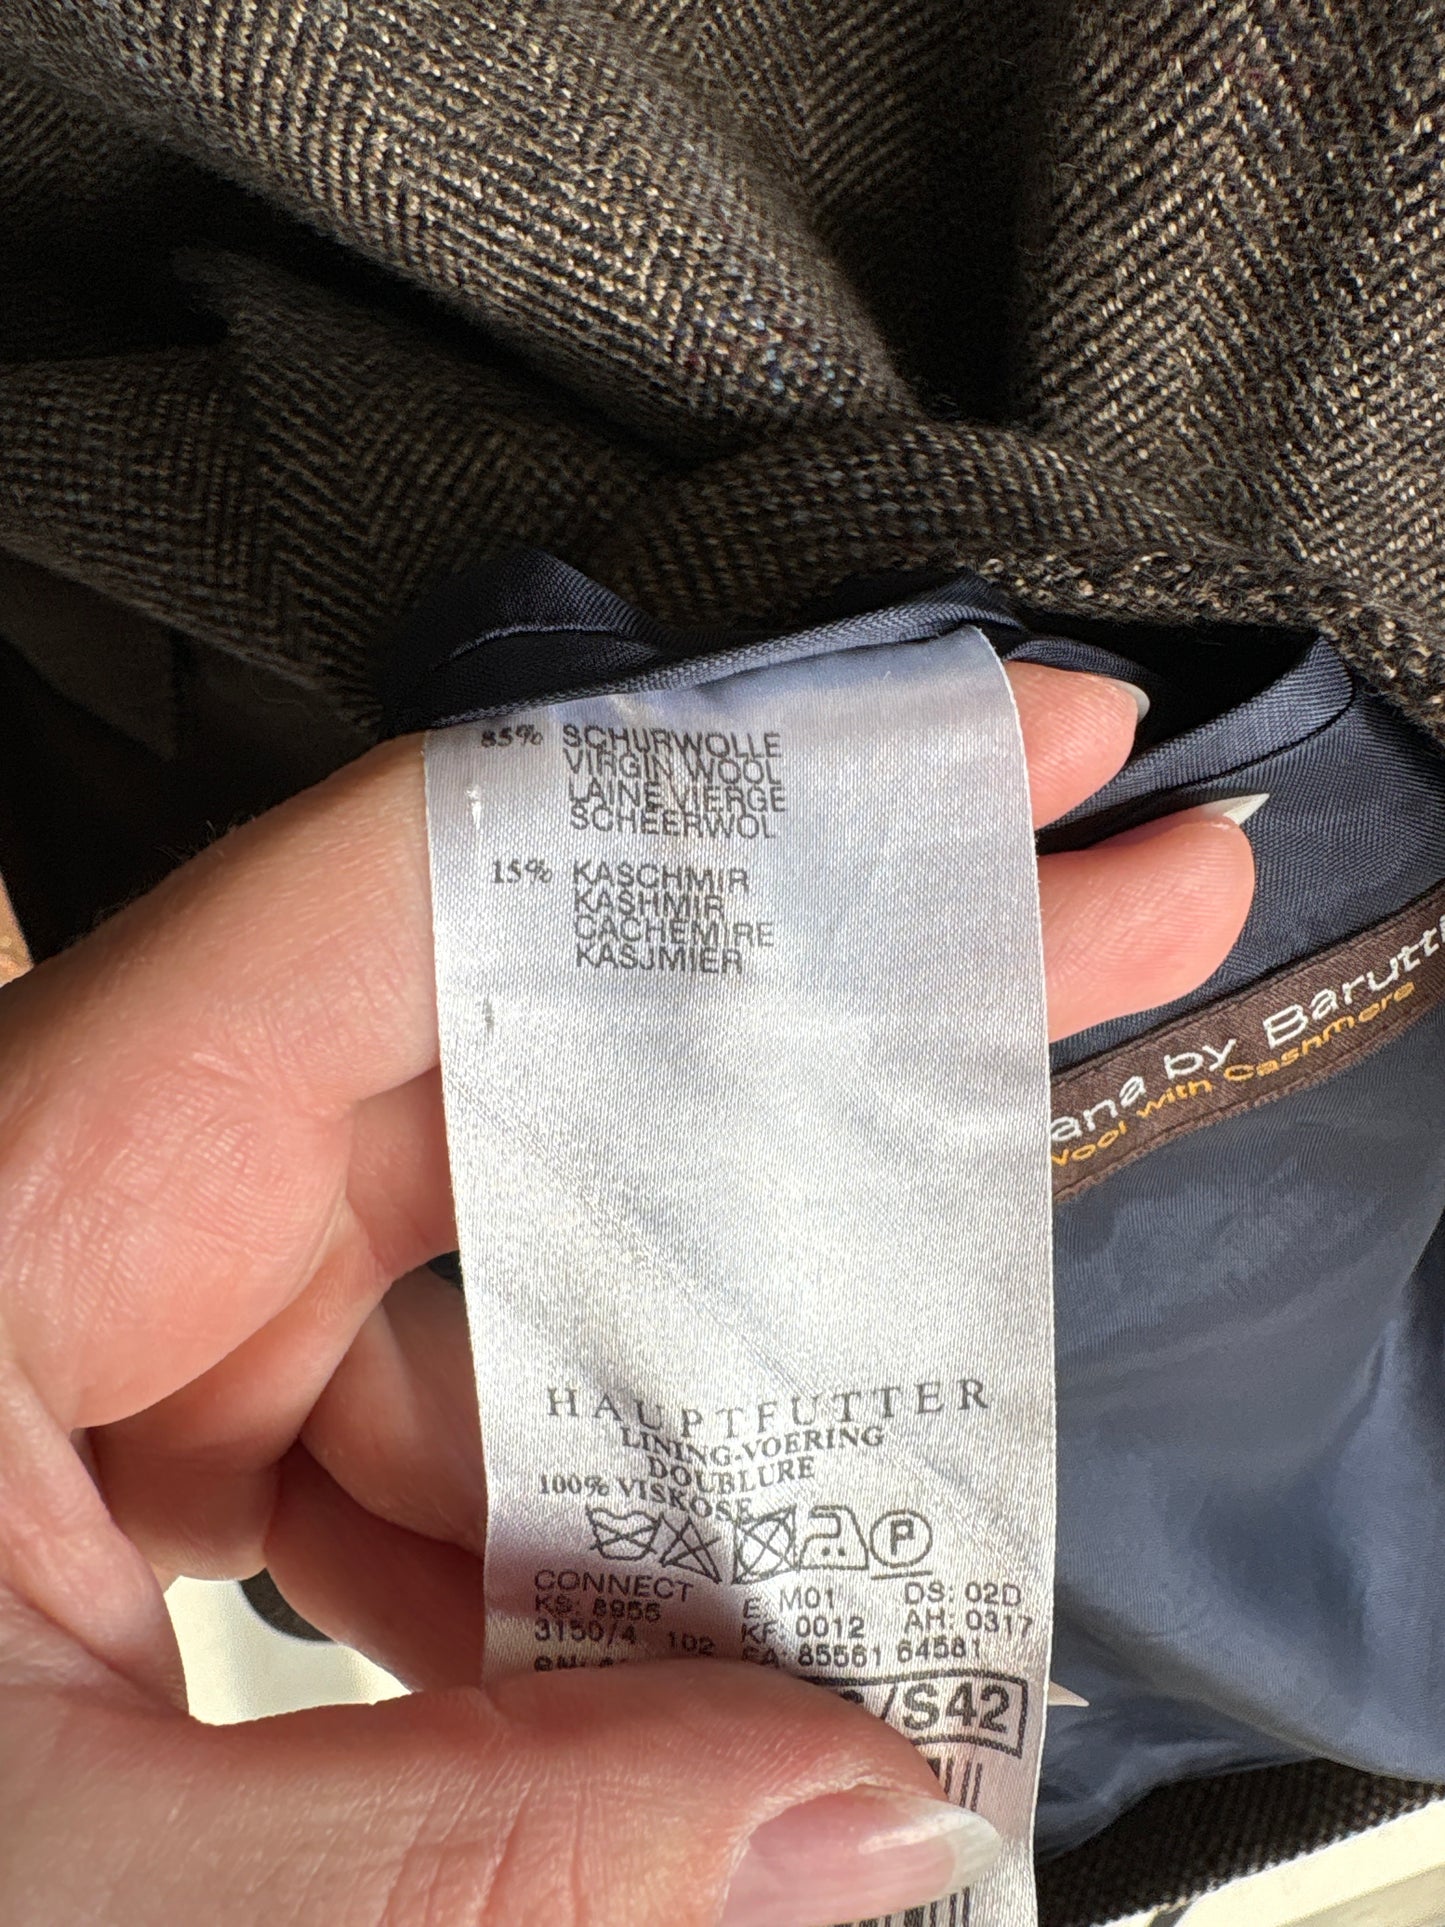 85% SCHURWOLLE
VIRGIN WOOL
LAINE VIERGE
SCHEERWOL
15% KASCHMIR
KASHMIR
CACHEMIRE
KASJMIER
ana by Barutti
Wool with Cashmere
HAUPTFUTTER
LINING-VOERING
DOUBLURE
100% VISKOSE
P
CONNECT E: M01 DS: 02D
KS: 8955 KF: 0012 AH: 0317
3150/4 102 FA: 85561 64581
/S42